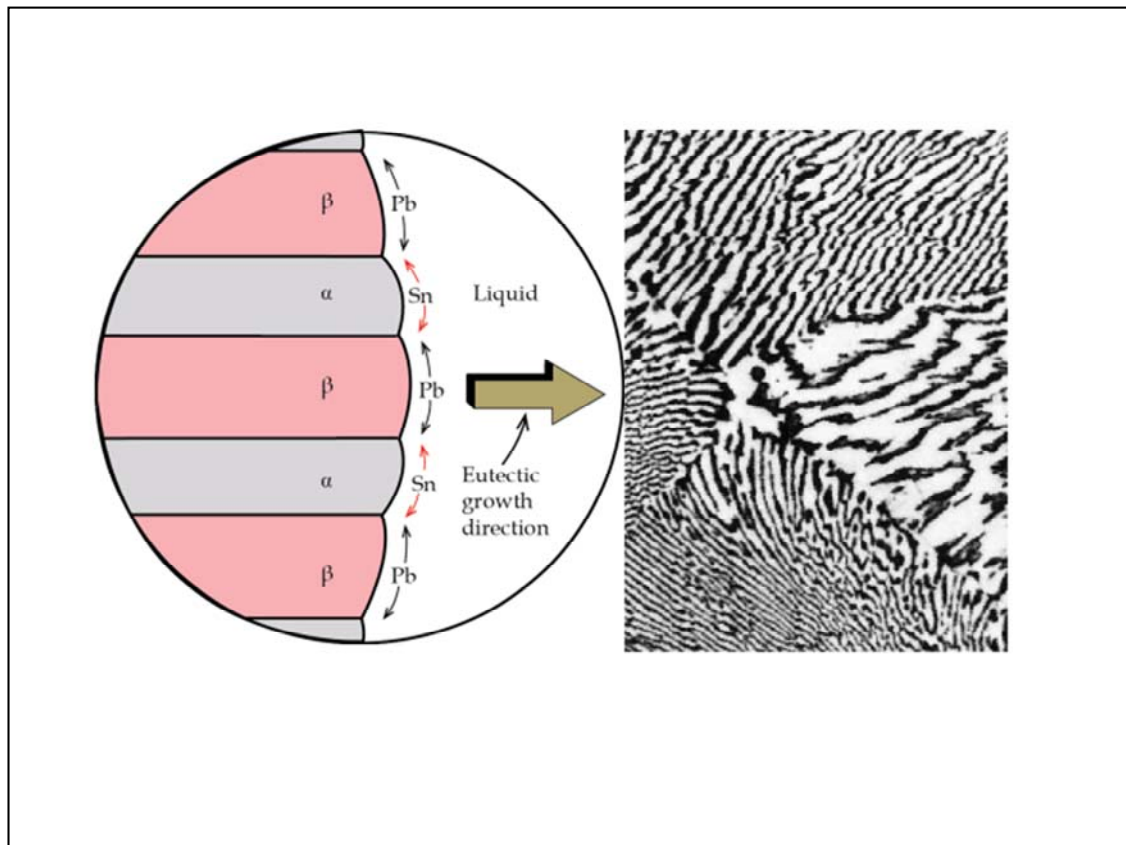 β
Pb
α
Sn
Liquid
β
Pb
α
Sn
Eutectic
growth
direction
β
Pb